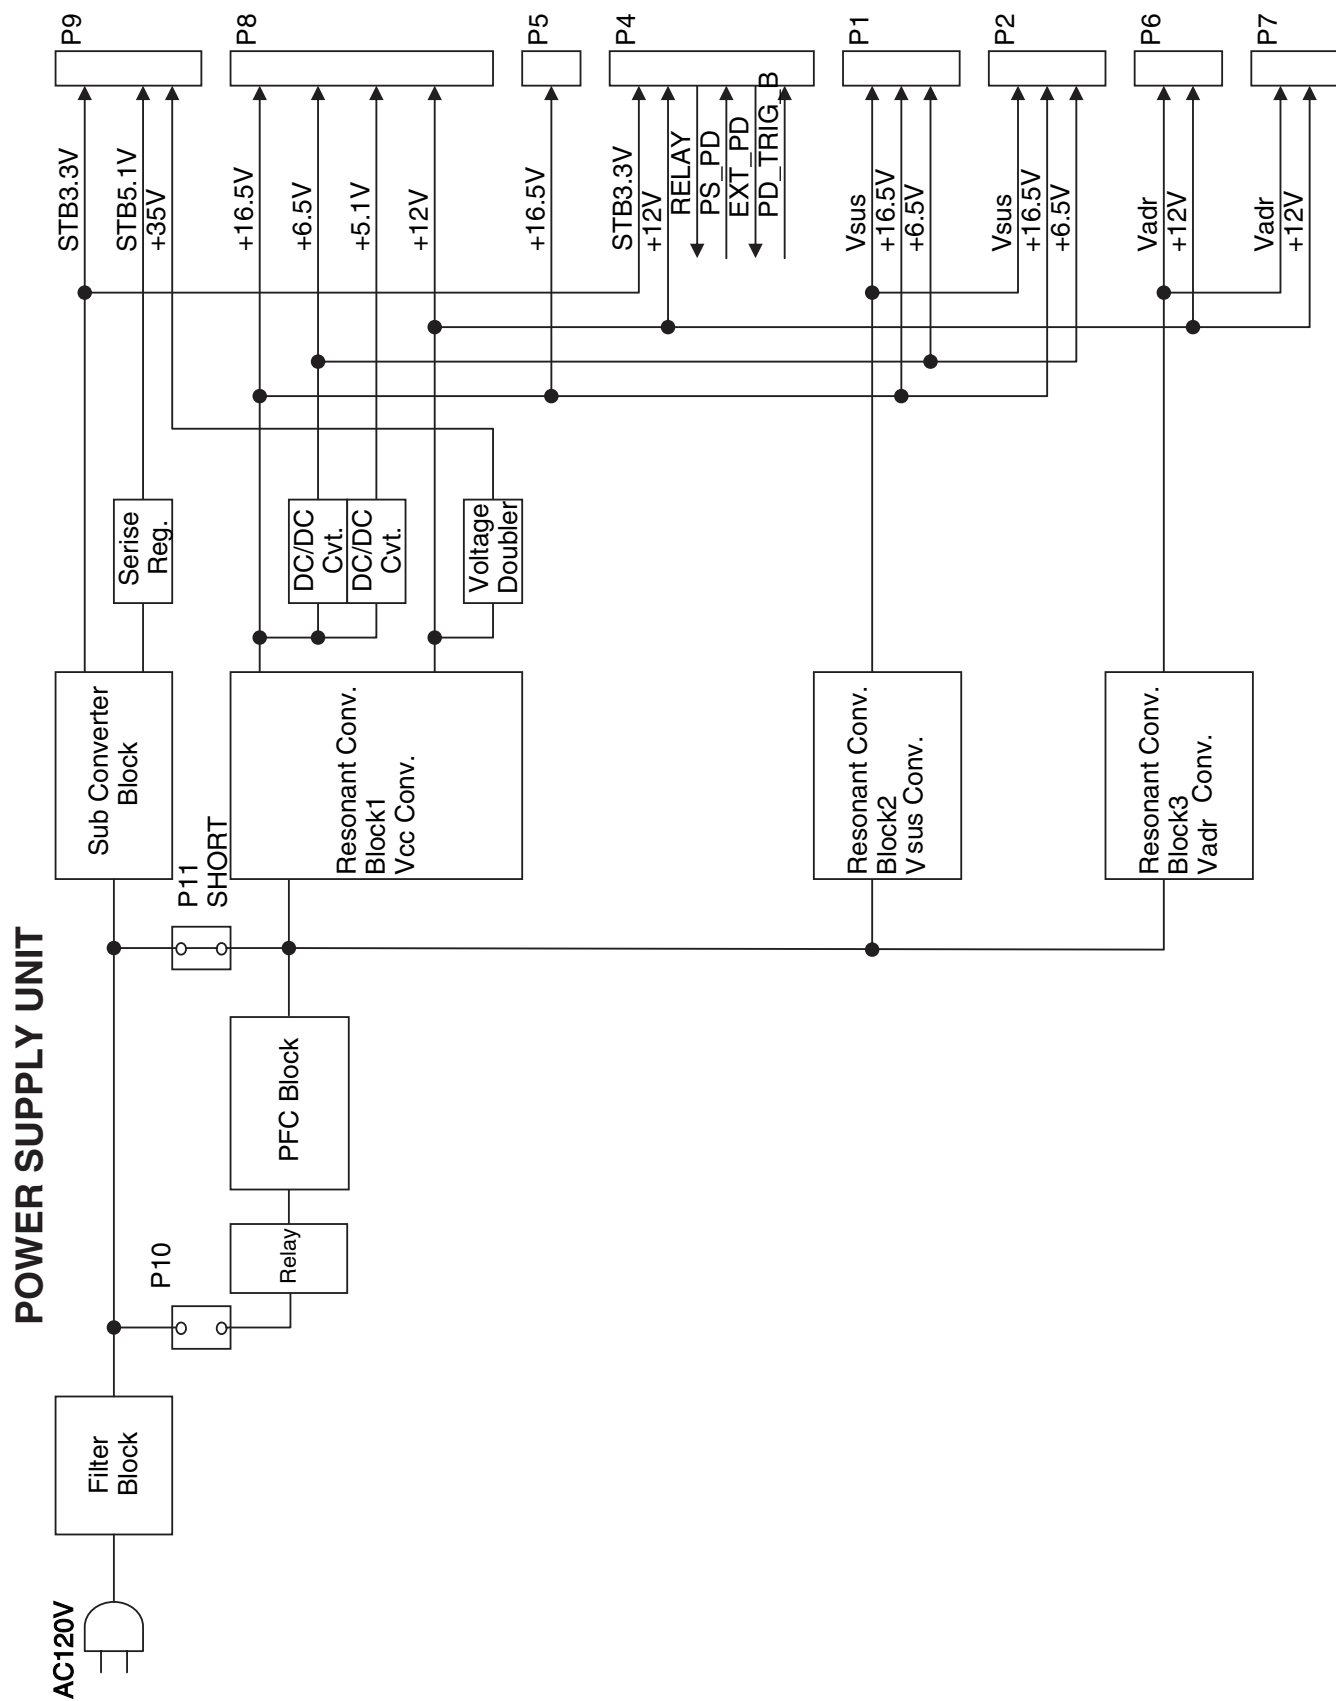 POWER SUPPLY UNIT
AC120V
Filter
Block
P10
Relay
PFC Block
P11
SHORT
Sub Converter
Block
Resonant Conv.
Block1
Vcc Conv.
Resonant Conv.
Block2
Vsus Conv.
Resonant Conv.
Block3
Vadr Conv.
Serise
Reg.
DC/DC
Cvt.
DC/DC
Cvt.
Voltage
Doubler
STB3.3V
STB5.1V
+35V
P9
+16.5V
+6.5V
+5.1V
+12V
P8
+16.5V
P5
STB3.3V
+12V
RELAY
PS_PD
EXT_PD
PD_TRIG_B
P4
Vsus
+16.5V
+6.5V
P1
Vsus
+16.5V
+6.5V
P2
Vadr
+12V
P6
Vadr
+12V
P7